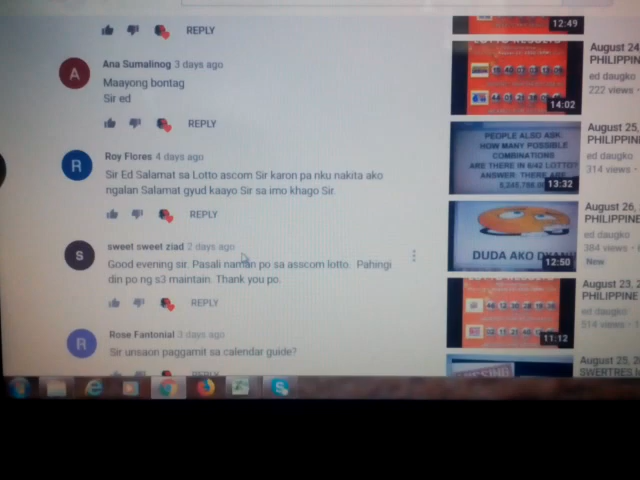 REPLY
Ana Sumalinog 3 days ago
Maayong bontag
Sir ed
REPLY
Roy Flores 4 days ago
Sir Ed Salamat sa Lotto ascom Sir karon pa nku nakita ako
ngalan Salamat gyud kaayo Sir sa imo khago Sir
REPLY
sweet sweet ziad 2 days ago
Good evening sir. Pasali naman po sa asscom lotto. Pahingi
din po ng s3 maintain. Thank you po.
REPLY
Rose Fantonial 3 days ago
Sir unsaon paggamit sa calendar guide?
REPLY
A
R
S
R
12:49
LOTTO RESULTS
14:02
August 24
PHILIPPIN
ed daugko
222 views
PEOPLE ALSO ASK
HOW MANY POSSIBLE
COMBINATIONS
ARE THERE IN 6/42 LOTTO?
ANSWER: THERE ARE
13:32
August 25,
PHILIPPINE
ed daugko
314 views
DUDA AKO
12:50
August 26,
PHILIPPINE
ed daugko
384 views
New
11:12
August 23, 2
PHILIPPINE
ed daugko
514 views
August 25, 20
SWERTRES